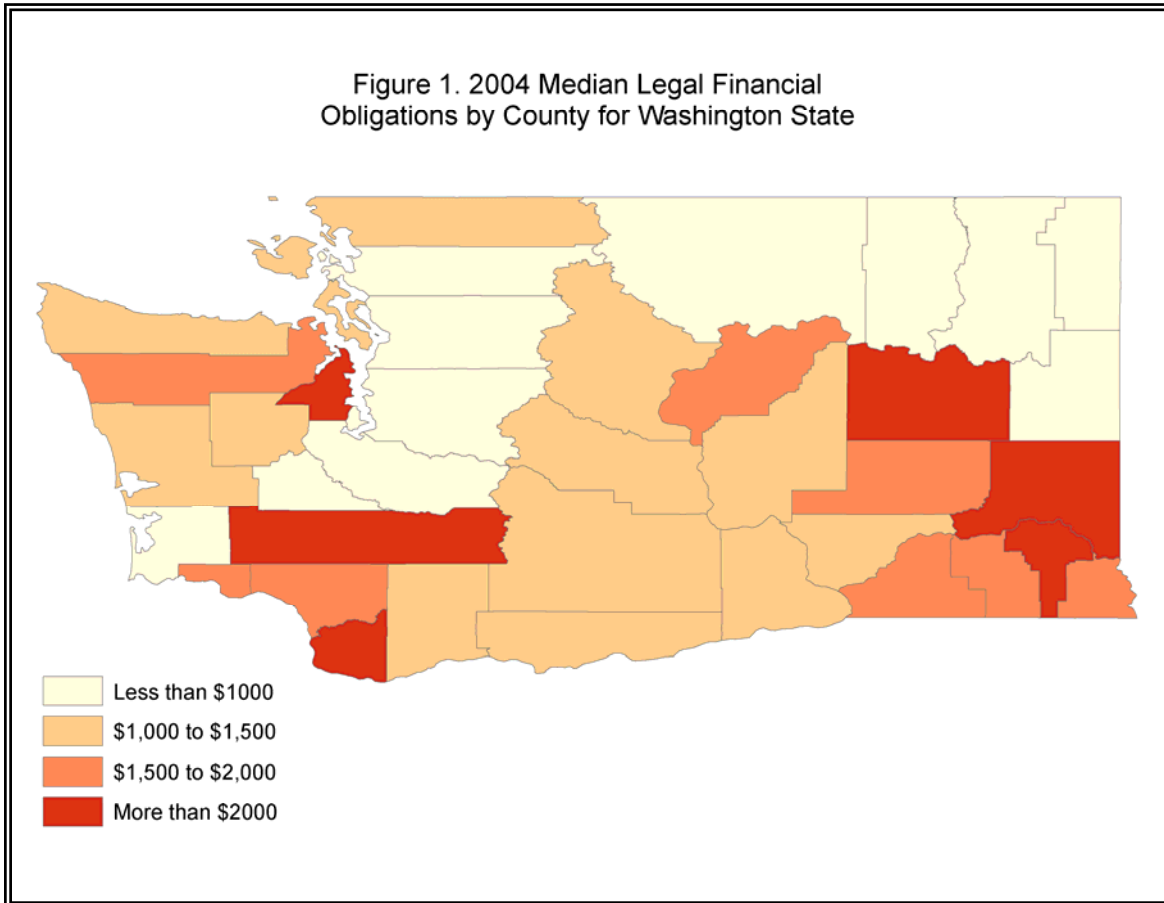 Figure 1. 2004 Median Legal Financial
Obligations by County for Washington State
Less than $1000
$1,000 to $1,500
$1,500 to $2,000
More than $2000